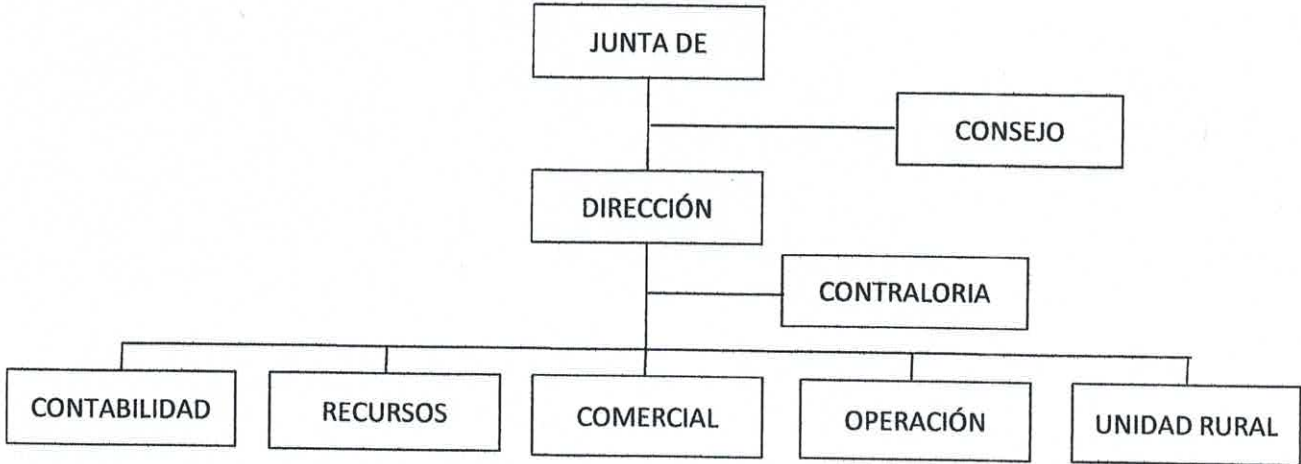 JUNTA DE
CONSEJO
DIRECCIÓN
CONTRALORIA
CONTABILIDAD
RECURSOS
COMERCIAL
OPERACIÓN
UNIDAD RURAL